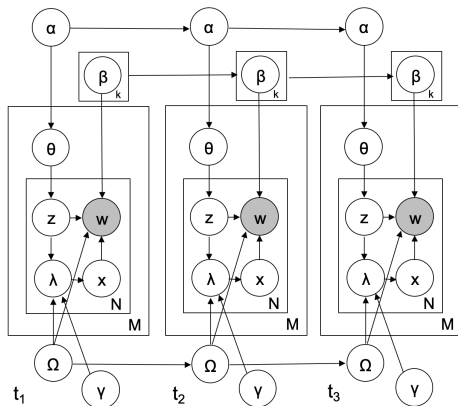 α α α
β k β k β k
θ θ θ
z w z w z w
λ x λ x λ x
N N N
M M M
Ω Ω Ω
t1 γ t2 γ t3 γ